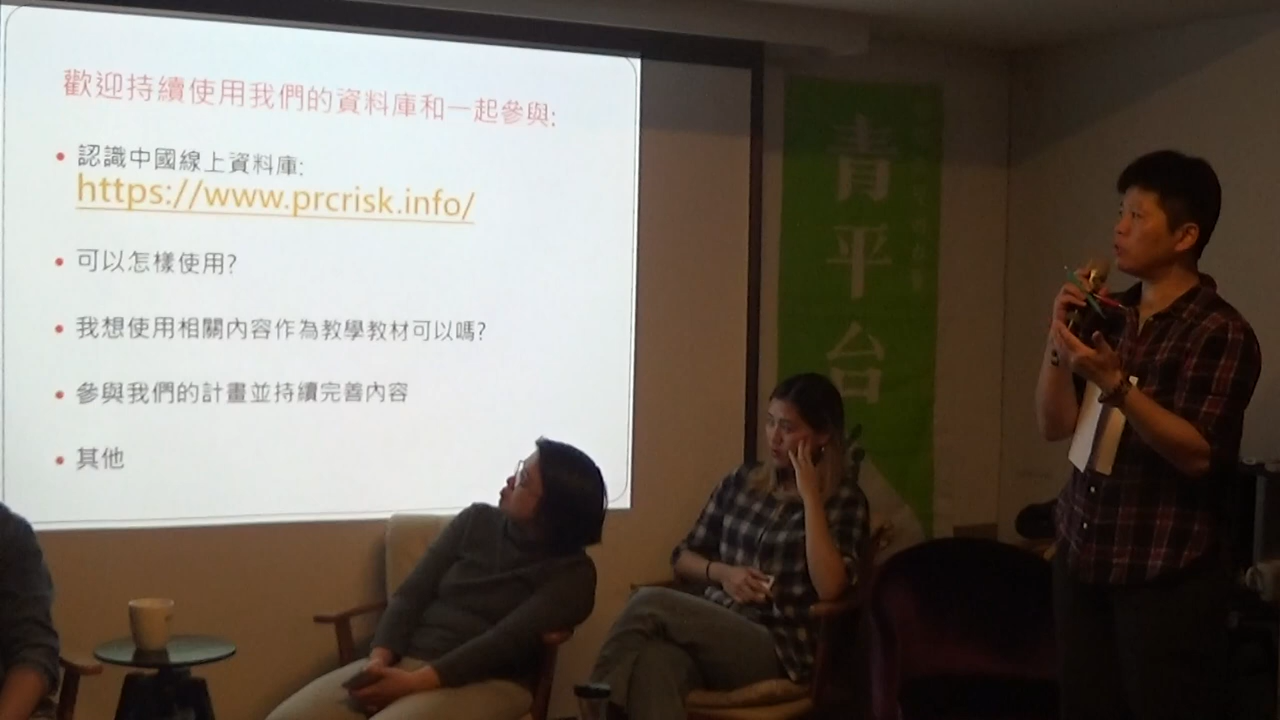 歡迎持續使用我們的資料庫和一起參與:
認識中國線上資料庫:
https://www.prcrisk.info/
可以怎樣使用?
我想使用相關內容作為教學教材可以嗎?
參與我們的計畫並持續完善內容
其他
青平台